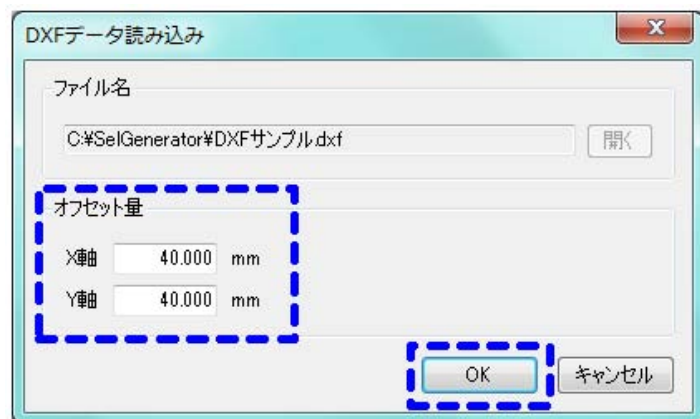 DXFデータ読み込み
ファイル名
C:¥SelGenerator¥DXFサンプル.dxf 開く
オフセット量
X軸 40.000 mm
Y軸 40.000 mm
OK キャンセル